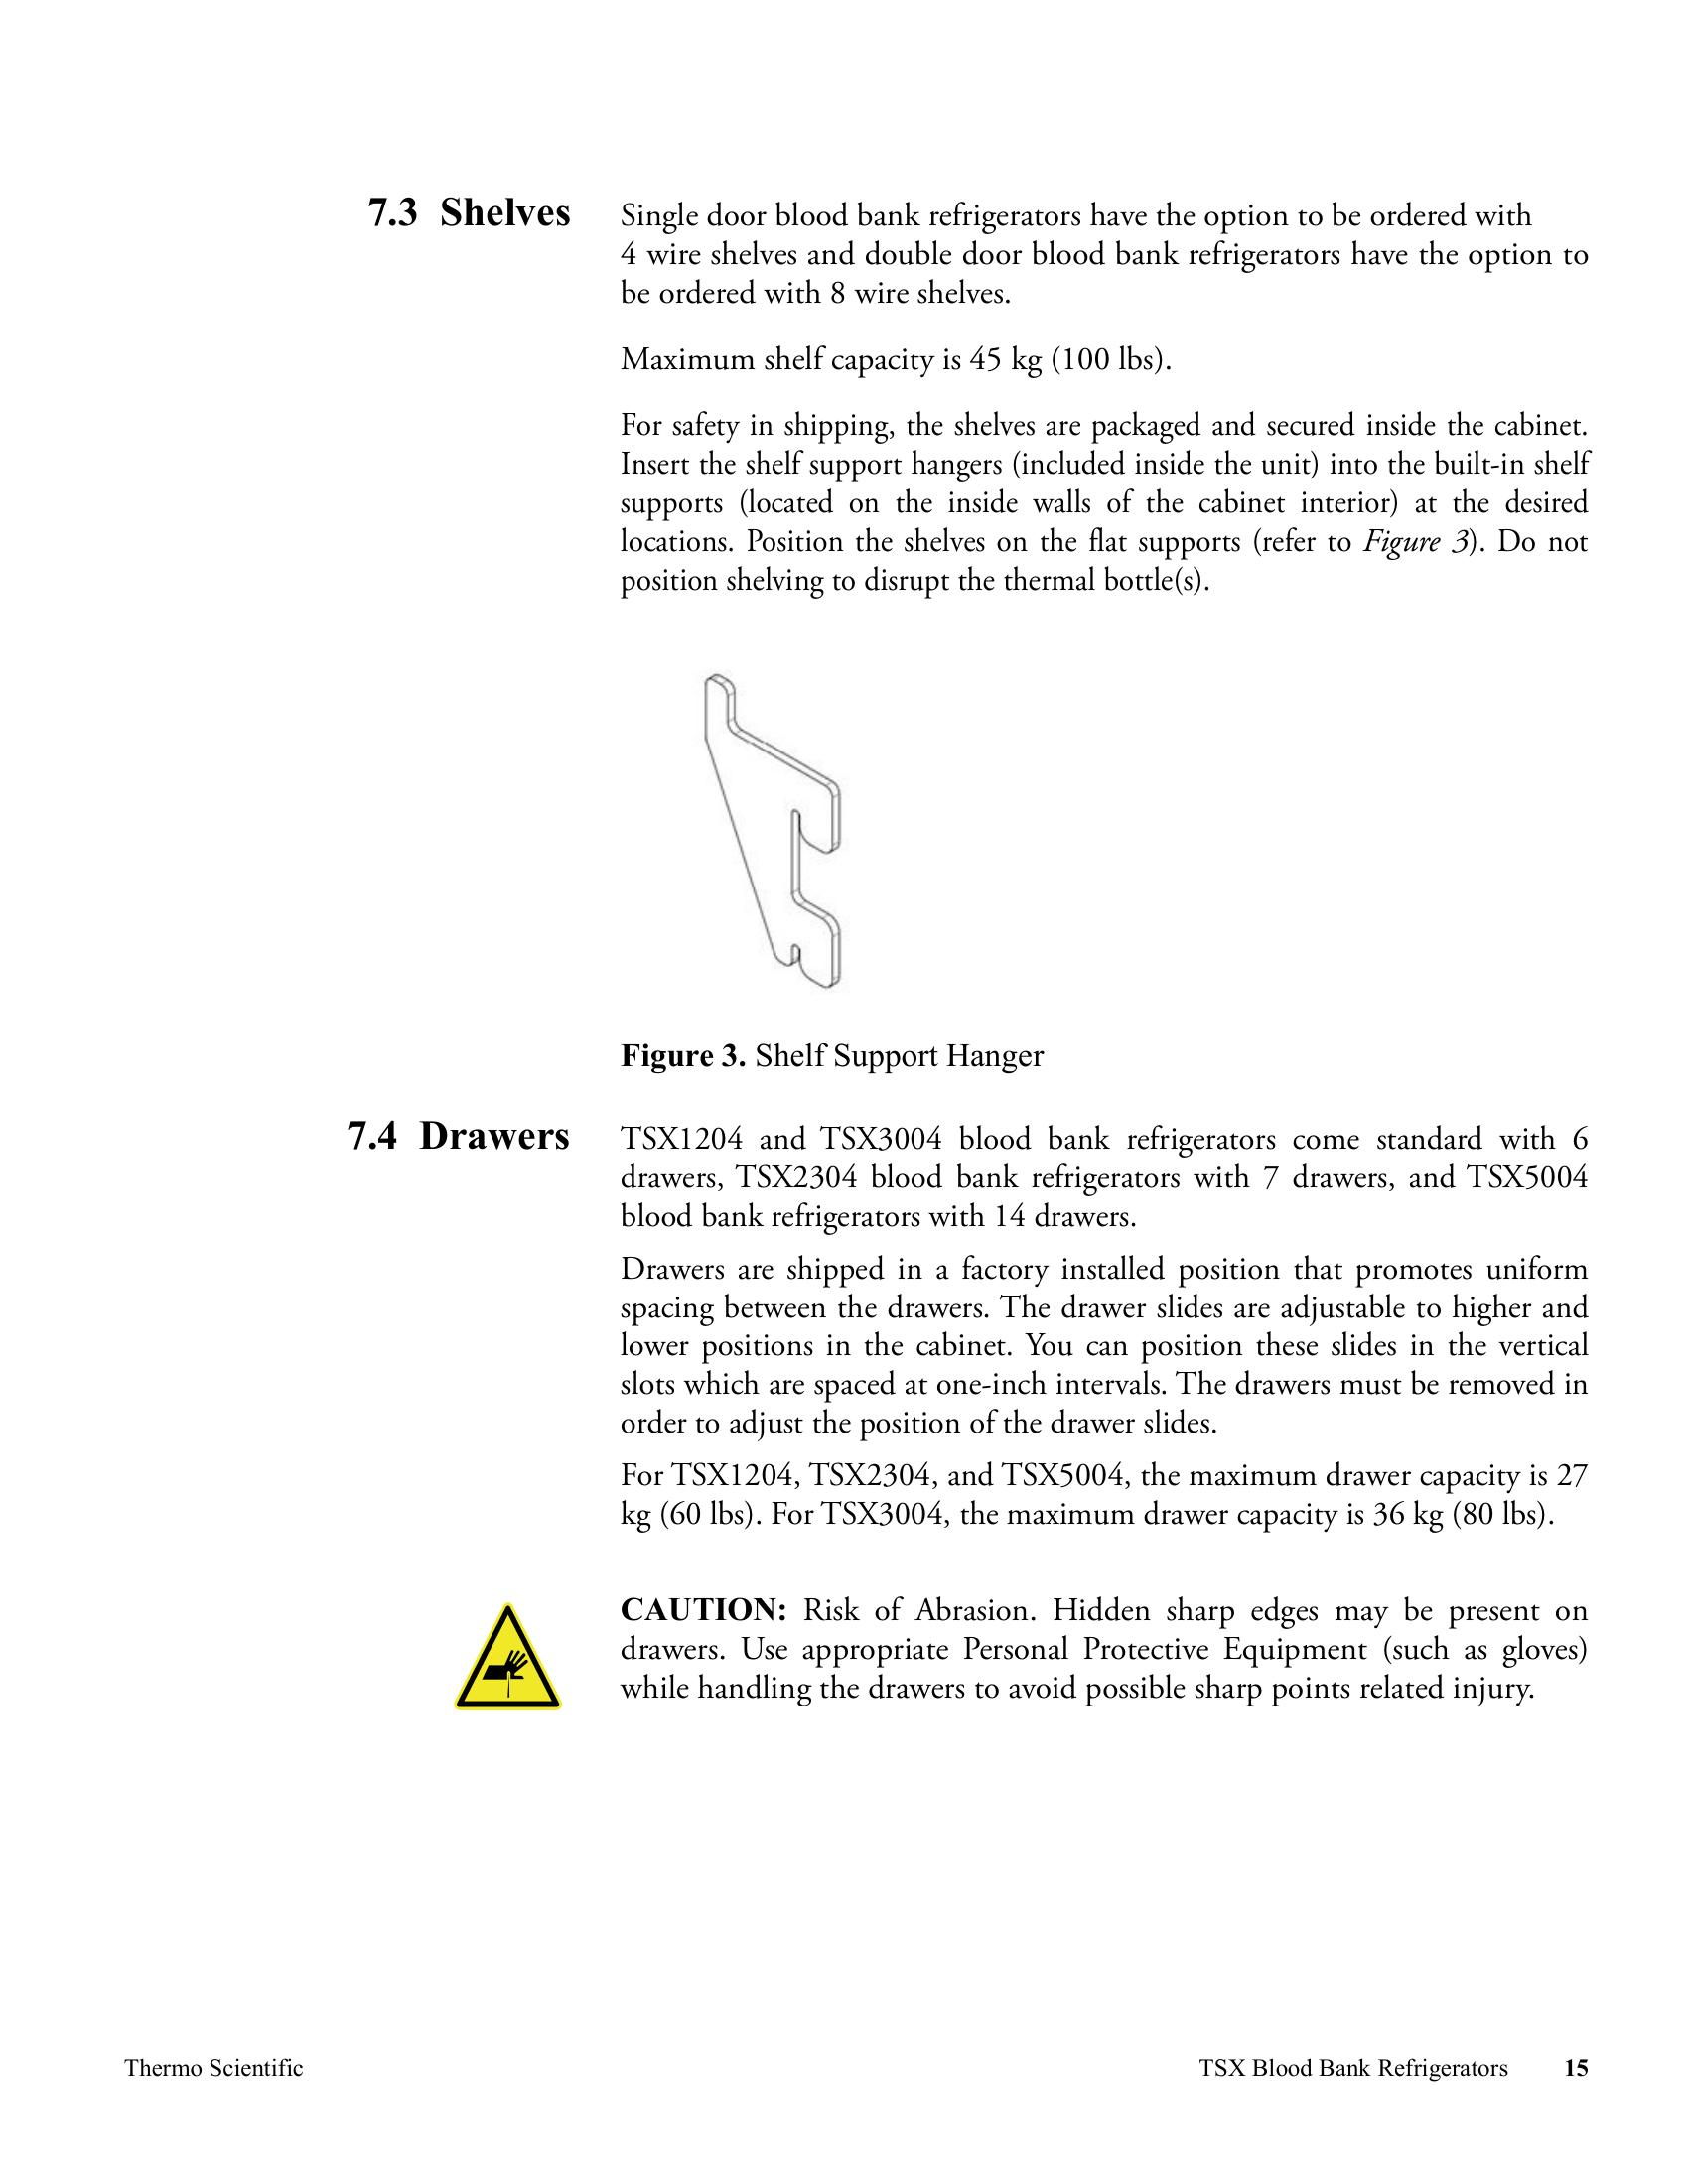 7.3 Shelves
Single door blood bank refrigerators have the option to be ordered with
4 wire shelves and double door blood bank refrigerators have the option to
be ordered with 8 wire shelves.
Maximum shelf capacity is 45 kg (100 lbs).
For safety in shipping, the shelves are packaged and secured inside the cabinet.
Insert the shelf support hangers (included inside the unit) into the built-in shelf
supports (located on the inside walls of the cabinet interior) at the desired
locations. Position the shelves on the flat supports (refer to Figure 3). Do not
position shelving to disrupt the thermal bottle(s).
Figure 3. Shelf Support Hanger
7.4 Drawers
TSX1204 and TSX3004 blood bank refrigerators come standard with 6
drawers, TSX2304 blood bank refrigerators with 7 drawers, and TSX5004
blood bank refrigerators with 14 drawers.
Drawers are shipped in a factory installed position that promotes uniform
spacing between the drawers. The drawer slides are adjustable to higher and
lower positions in the cabinet. You can position these slides in the vertical
slots which are spaced at one-inch intervals. The drawers must be removed in
order to adjust the position of the drawer slides.
For TSX1204, TSX2304, and TSX5004, the maximum drawer capacity is 27
kg (60 lbs). For TSX3004, the maximum drawer capacity is 36 kg (80 lbs).
CAUTION: Risk of Abrasion. Hidden sharp edges may be present on
drawers. Use appropriate Personal Protective Equipment (such as gloves)
while handling the drawers to avoid possible sharp points related injury.
Thermo Scientific
TSX Blood Bank Refrigerators 15